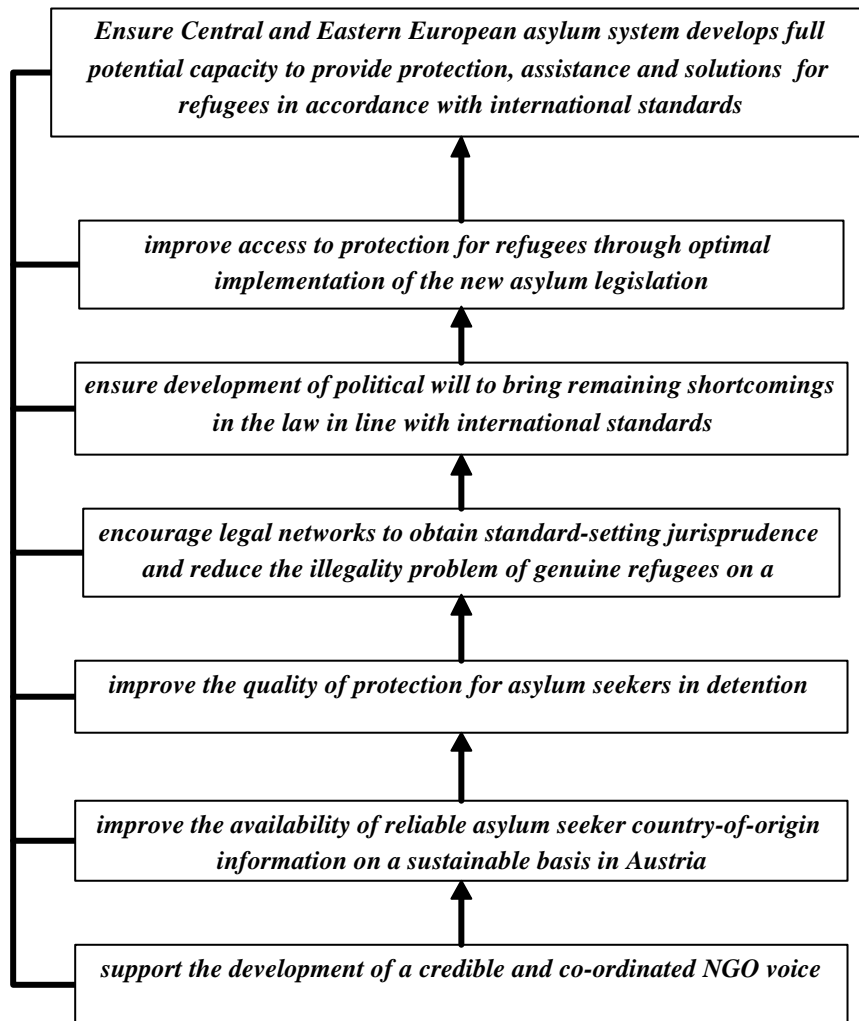 Ensure Central and Eastern European asylum system develops full
potential capacity to provide protection, assistance and solutions for
refugees in accordance with international standards
improve access to protection for refugees through optimal
implementation of the new asylum legislation
ensure development of political will to bring remaining shortcomings
in the law in line with international standards
encourage legal networks to obtain standard-setting jurisprudence
and reduce the illegality problem of genuine refugees on a
improve the quality of protection for asylum seekers in detention
improve the availability of reliable asylum seeker country-of-origin
information on a sustainable basis in Austria
support the development of a credible and co-ordinated NGO voice